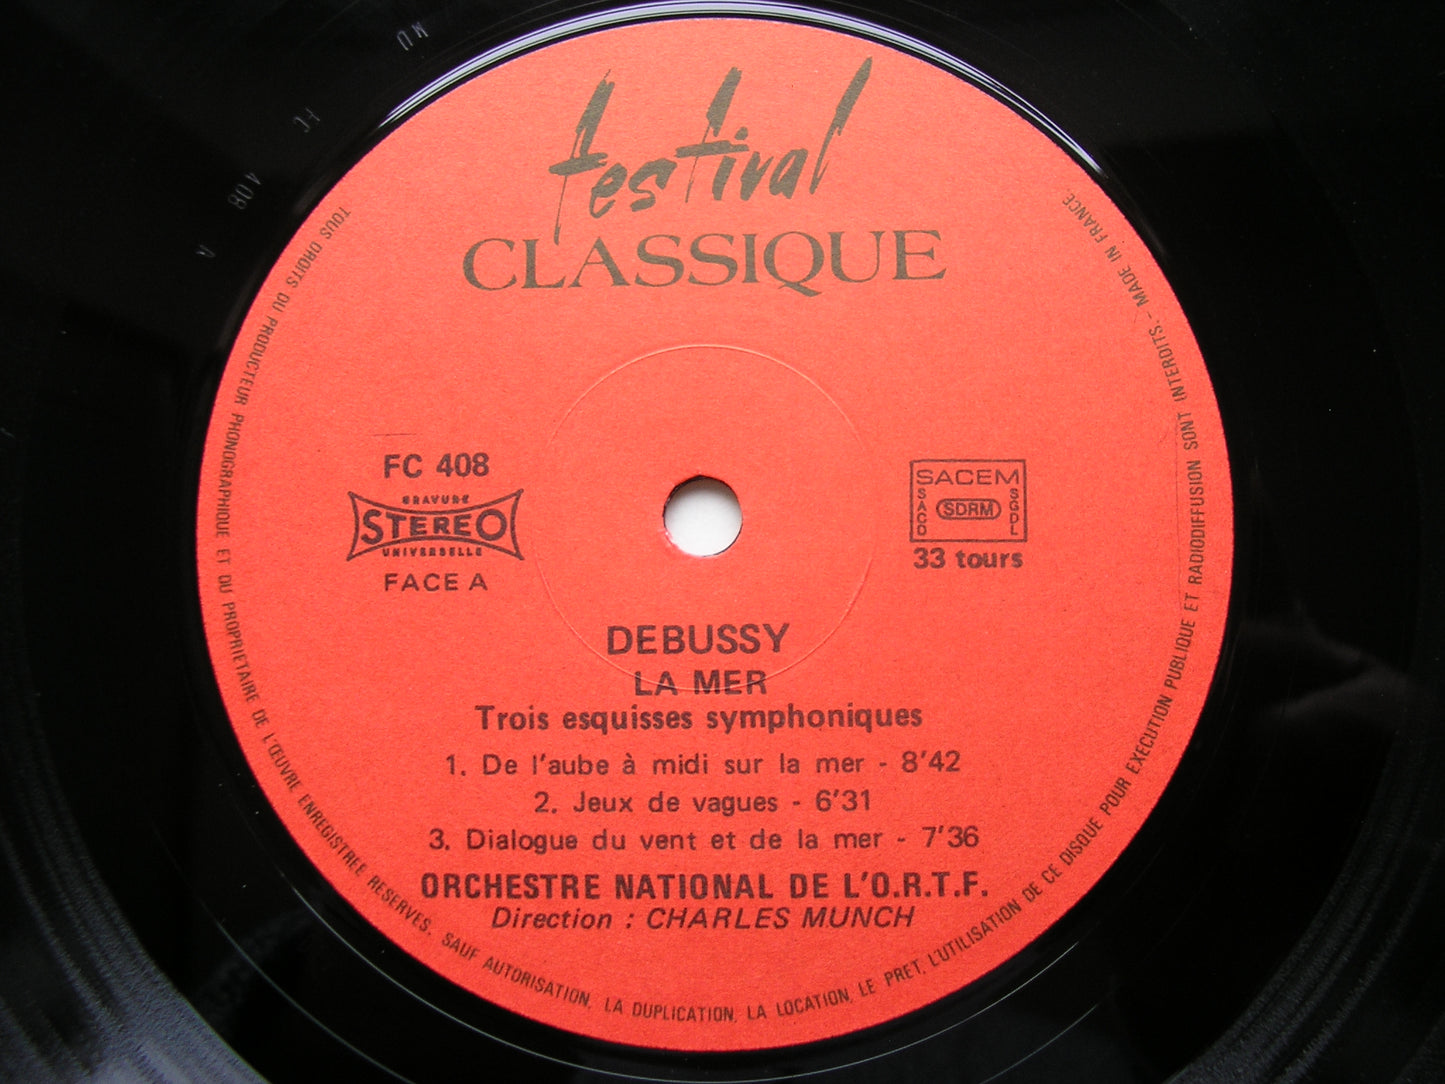 festival
CLASSIQUE
FC 408
GRAVURE
STEREO
UNIVERSELLE
FACE A
SACEM
SACD
SDRM
SGDL
33 tours
DEBUSSY
LA MER
Trois esquisses symphoniques
1. De l'aube à midi sur la mer - 8'42
2. Jeux de vagues - 6'31
3. Dialogue du vent et de la mer - 7'36
ORCHESTRE NATIONAL DE L'O.R.T.F.
Direction : CHARLES MUNCH
TOUS DROITS DU PRODUCTEUR PHONOGRAPHIQUE ET DU PROPRIETAIRE DE L'ŒUVRE ENREGISTREE RESERVES. SAUF AUTORISATION, LA DUPLICATION, LA LOCATION, LE PRET, L'UTILISATION DE CE DISQUE POUR EXECUTION PUBLIQUE ET RADIODIFFUSION SONT INTERDITS. - MADE IN FRANCE.
MU FC 408 A